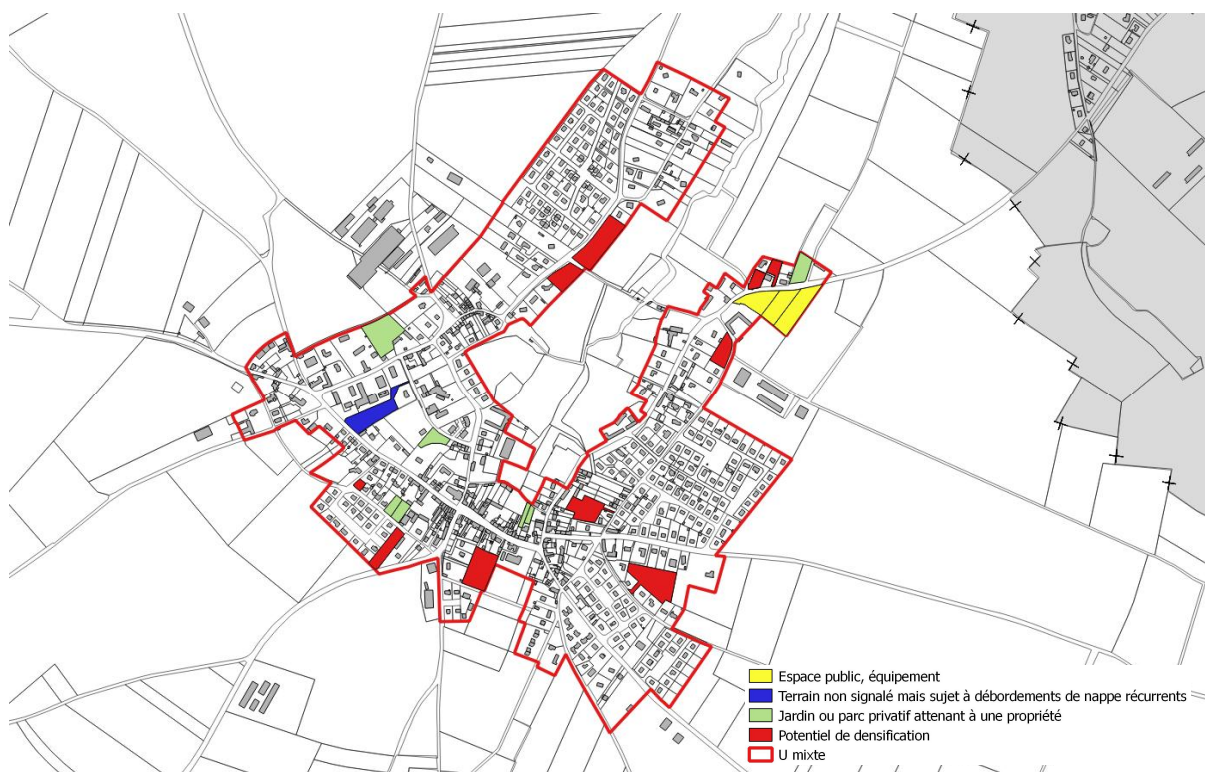 Espace public, équipement
Terrain non signalé mais sujet à débordements de nappe récurrents
Jardin ou parc privatif attenant à une propriété
Potentiel de densification
U mixte